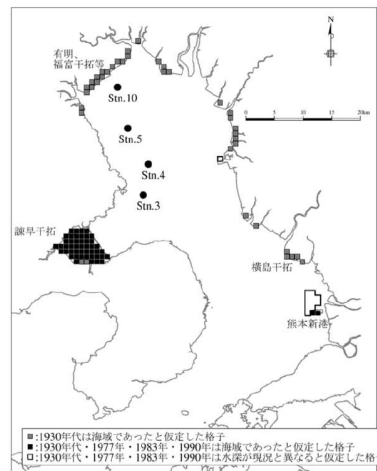 有明、
福富干拓等
N
Stn.10
0 20km
Stn.5
Stn.4
Stn.3
諫早干拓
横島干拓
熊本新港
■:1930年代は海域であったと仮定した格子
■:1930年代・1977年・1983年・1990年は海域であったと仮定した格子
□:1930年代・1977年・1983年・1990年は水深が現況と異なると仮定した格